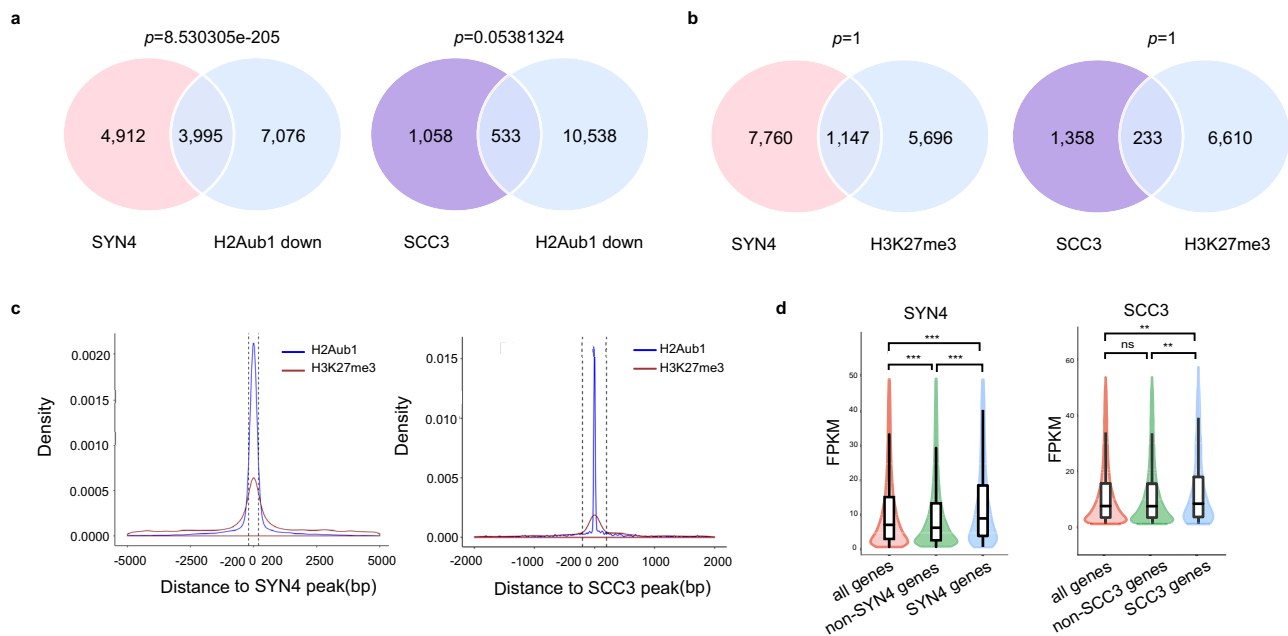 a
b
p=8.530305e-205
p=0.05381324
p=1
p=1
4,912
3,995
7,076
1,058
533
10,538
7,760
1,147
5,696
1,358
233
6,610
SYN4
H2Aub1 down
SCC3
H2Aub1 down
SYN4
H3K27me3
SCC3
H3K27me3
c
Density
0.0020
0.0015
0.0010
0.0005
0.0000
H2Aub1
H3K27me3
-5000
-2500
-200
0
200
2500
5000
Distance to SYN4 peak(bp)
Density
0.015
0.010
0.005
0.000
H2Aub1
H3K27me3
-2000
-1000
-200
0
200
1000
2000
Distance to SCC3 peak(bp)
d
SYN4
***
***
***
FPKM
50
40
30
20
10
0
all genes
non-SYN4 genes
SYN4 genes
SCC3
**
ns
**
FPKM
60
40
20
0
all genes
non-SCC3 genes
SCC3 genes